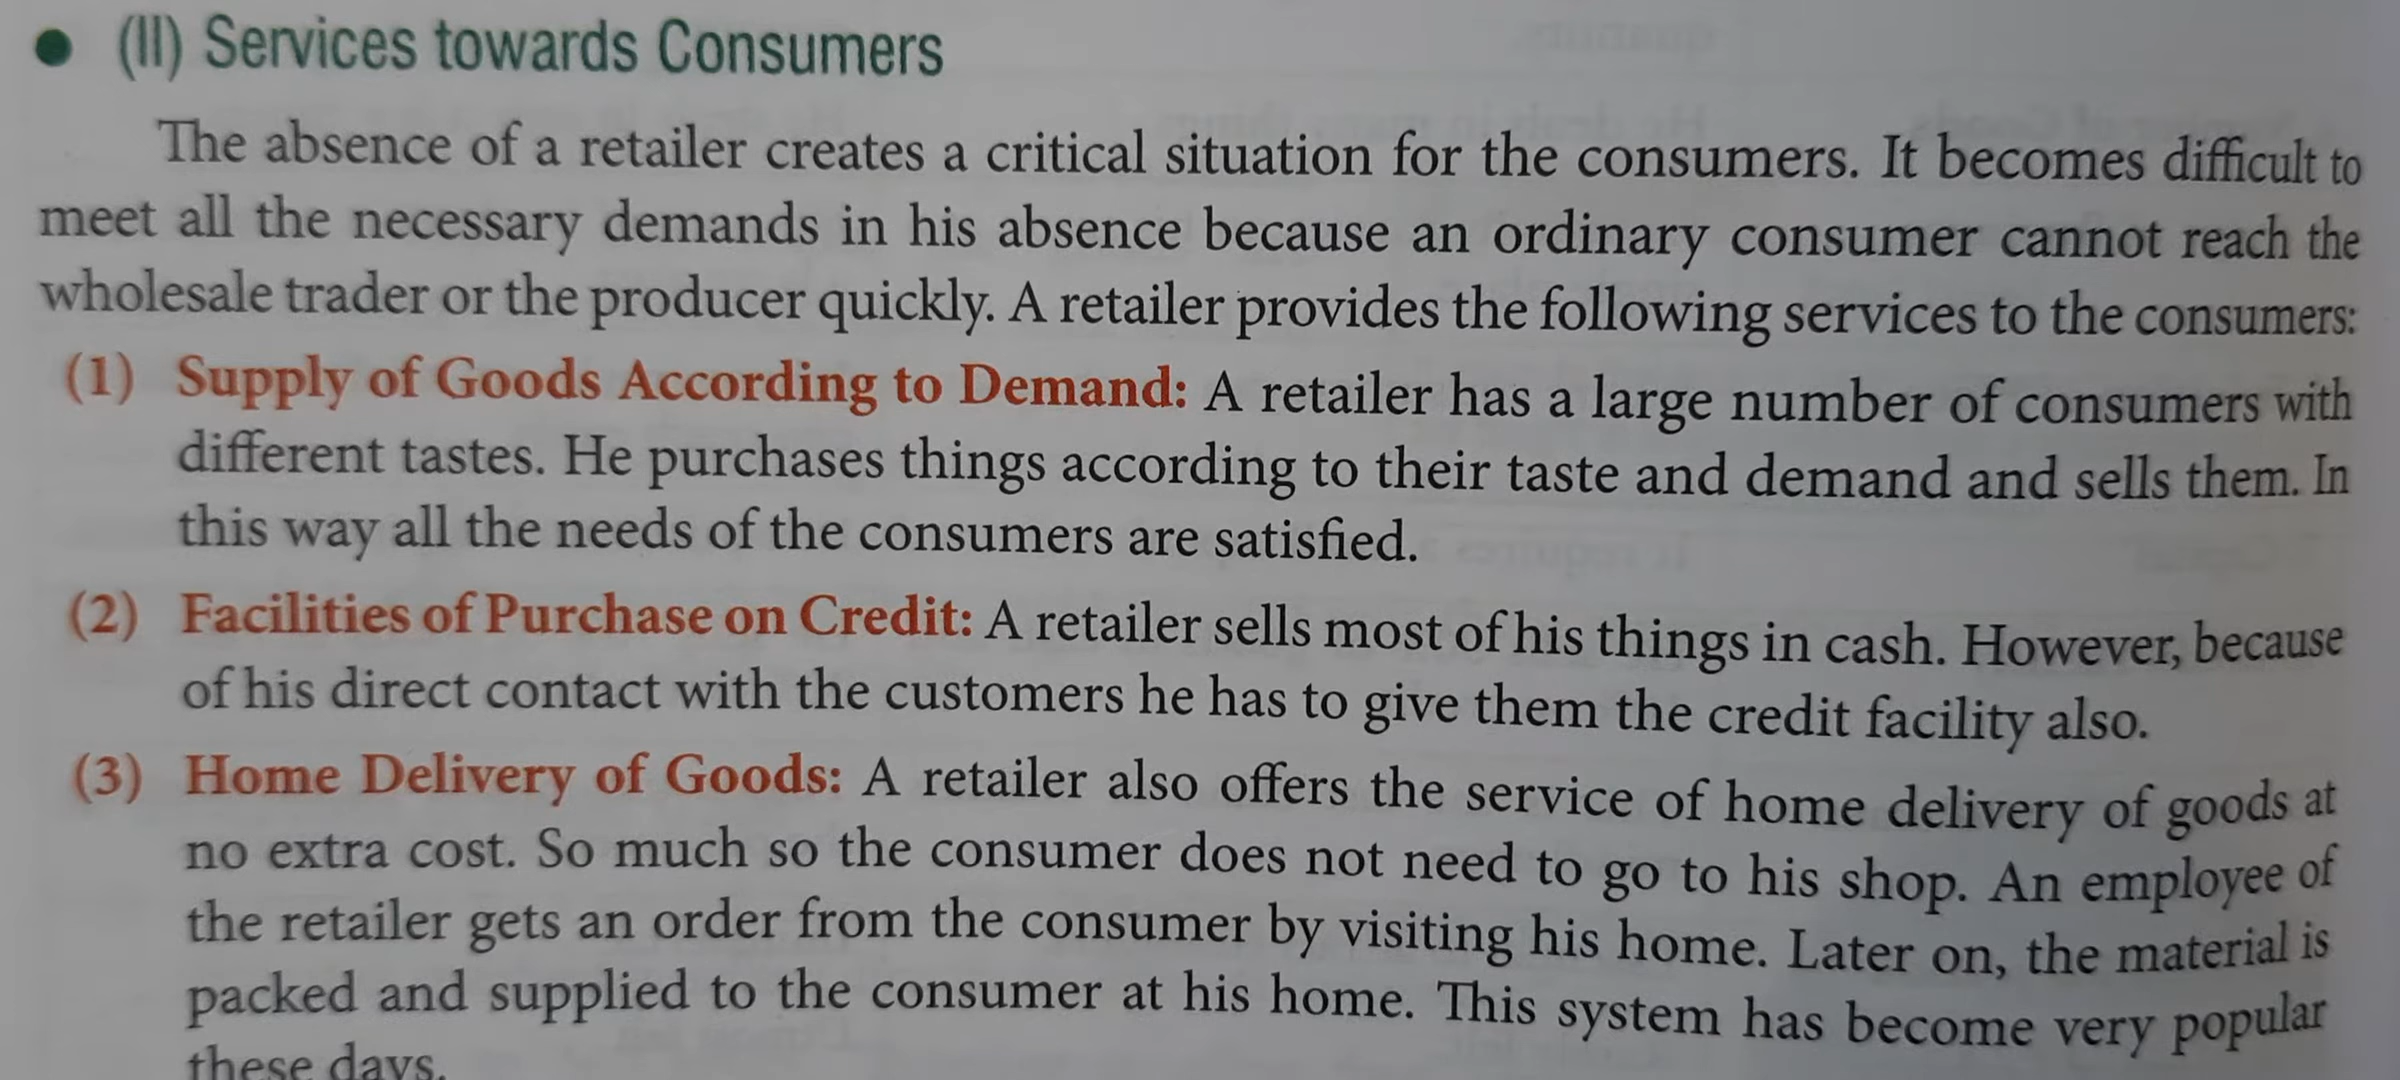 ● (II) Services towards Consumers
The absence of a retailer creates a critical situation for the consumers. It becomes difficult to
meet all the necessary demands in his absence because an ordinary consumer cannot reach the
wholesale trader or the producer quickly. A retailer provides the following services to the consumers:
(1) Supply of Goods According to Demand: A retailer has a large number of consumers with
different tastes. He purchases things according to their taste and demand and sells them. In
this way all the needs of the consumers are satisfied.
(2) Facilities of Purchase on Credit: A retailer sells most of his things in cash. However, because
of his direct contact with the customers he has to give them the credit facility also.
(3) Home Delivery of Goods: A retailer also offers the service of home delivery of goods at
no extra cost. So much so the consumer does not need to go to his shop. An employee of
the retailer gets an order from the consumer by visiting his home. Later on, the material is
packed and supplied to the consumer at his home. This system has become very popular
these days.